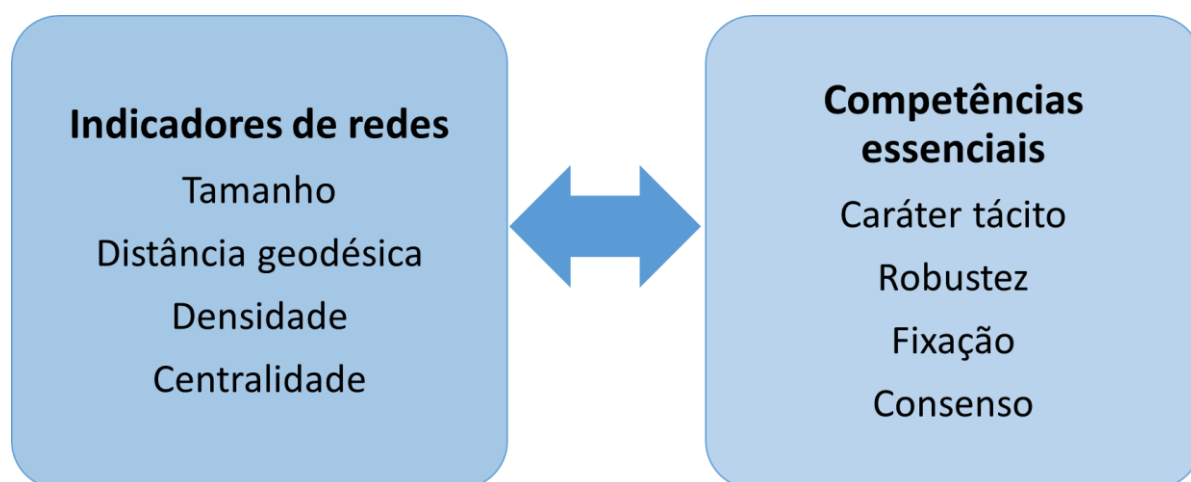 Indicadores de redes
Tamanho
Distância geodésica
Densidade
Centralidade
Competências
essenciais
Caráter tácito
Robustez
Fixação
Consenso